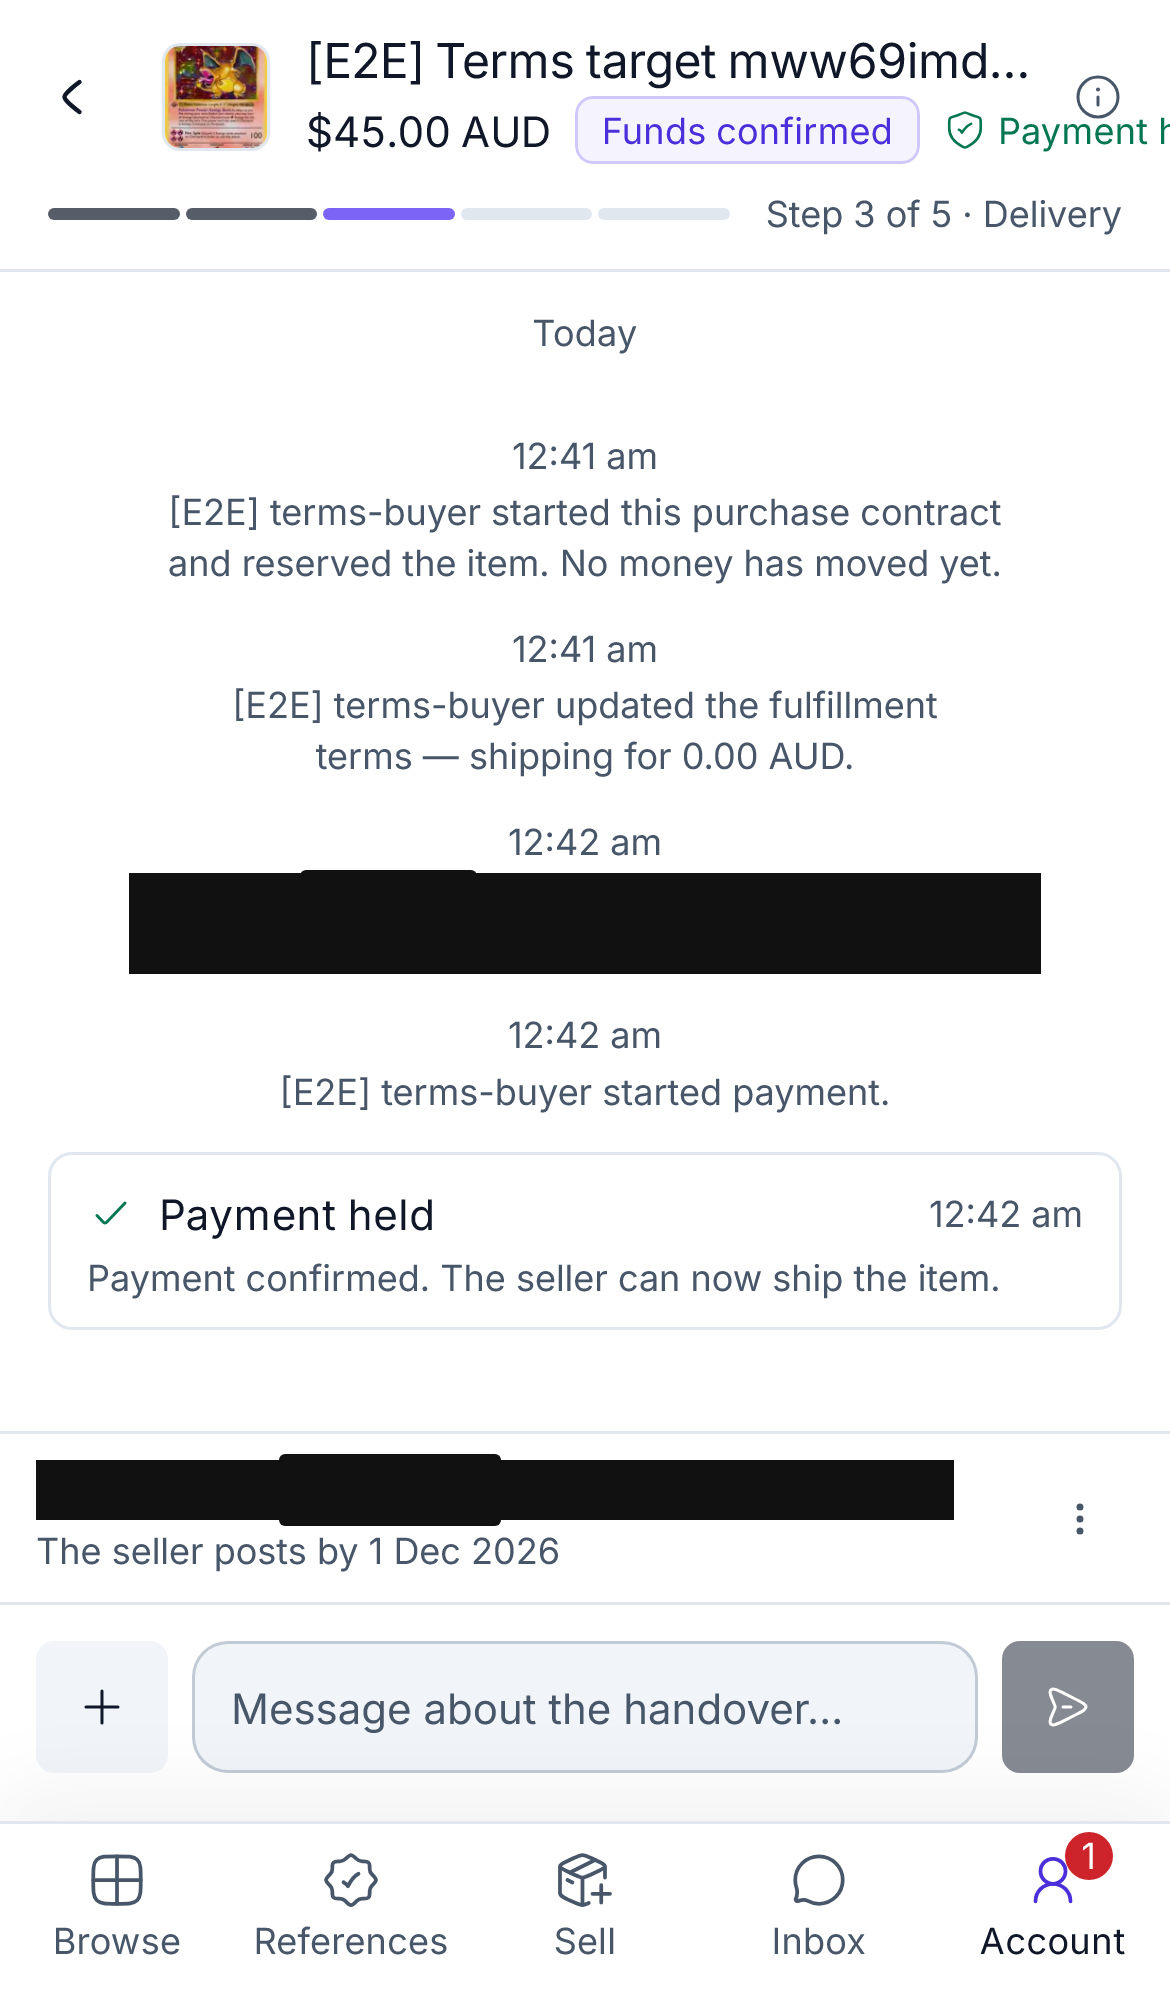 [E2E] Terms target mww69imd...
$45.00 AUD
Funds confirmed
Payment
Step 3 of 5 · Delivery
Today
12:41 am
[E2E] terms-buyer started this purchase contract
and reserved the item. No money has moved yet.
12:41 am
[E2E] terms-buyer updated the fulfillment
terms — shipping for 0.00 AUD.
12:42 am
12:42 am
[E2E] terms-buyer started payment.
Payment held
12:42 am
Payment confirmed. The seller can now ship the item.
The seller posts by 1 Dec 2026
Message about the handover...
1
Browse
References
Sell
Inbox
Account